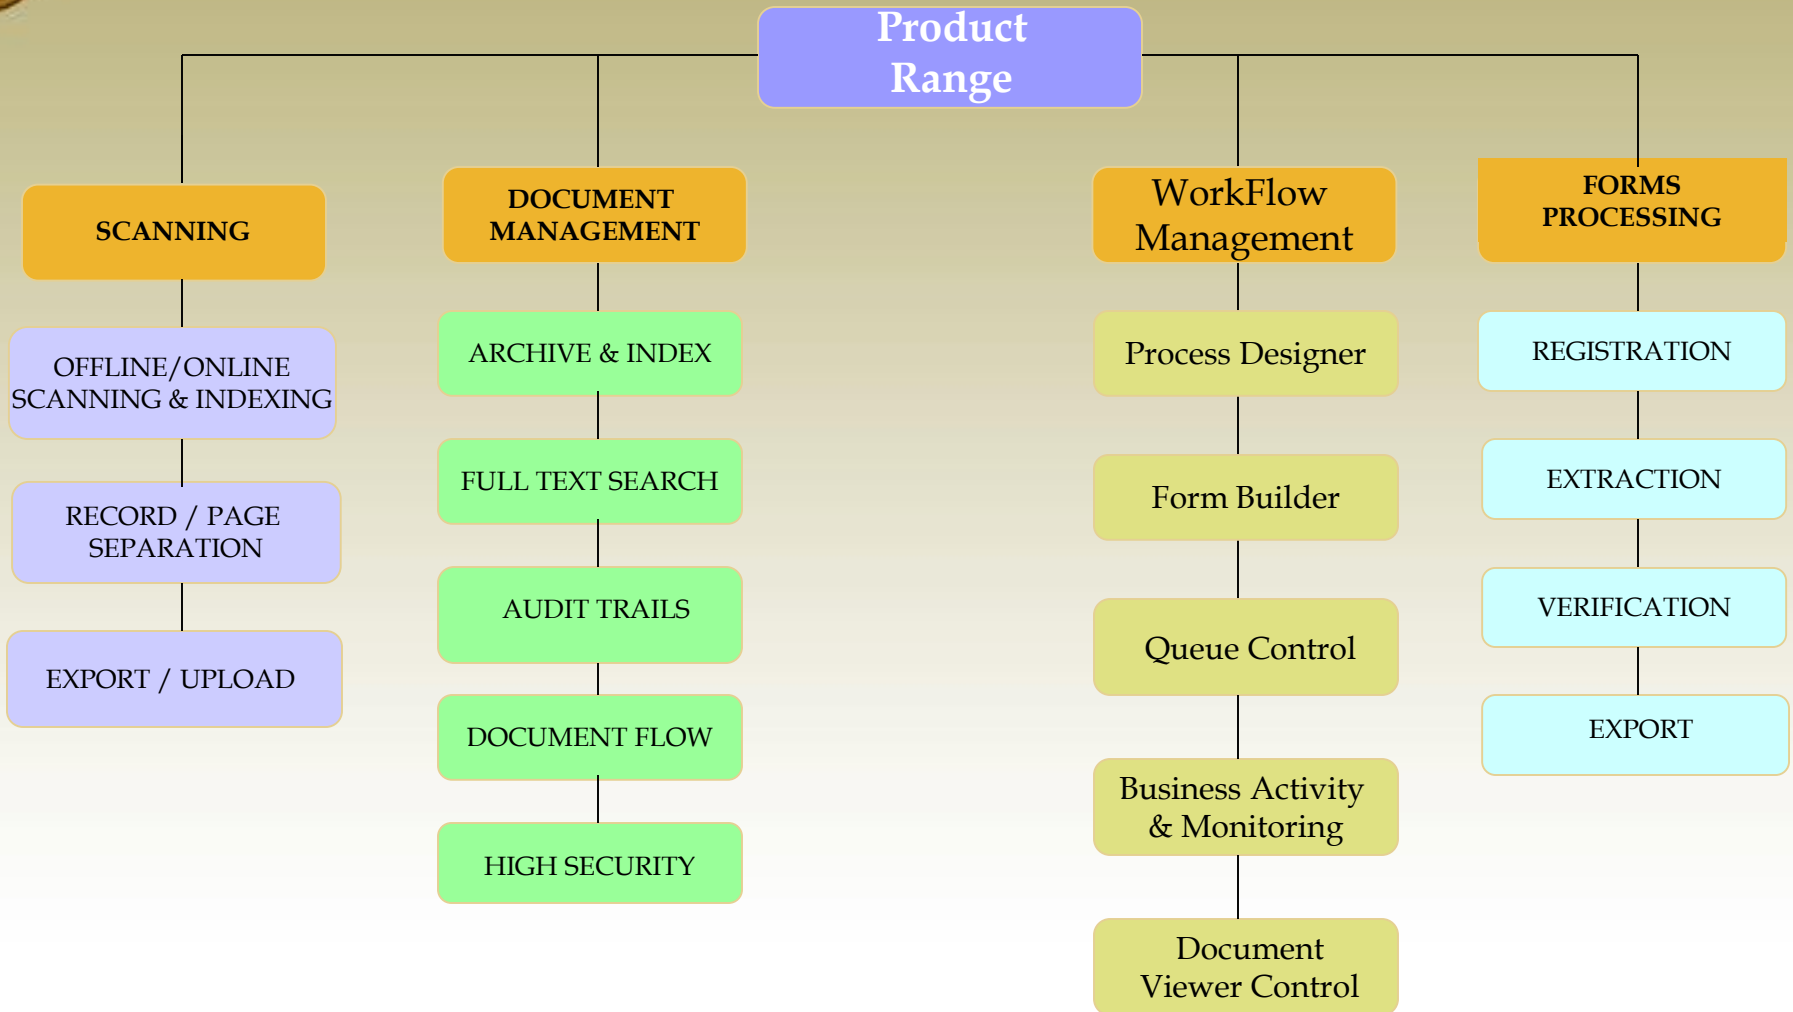 Product
Range
SCANNING
OFFLINE/ONLINE
SCANNING & INDEXING
RECORD / PAGE
SEPARATION
EXPORT / UPLOAD
DOCUMENT
MANAGEMENT
ARCHIVE & INDEX
FULL TEXT SEARCH
AUDIT TRAILS
DOCUMENT FLOW
HIGH SECURITY
WorkFlow
Management
Process Designer
Form Builder
Queue Control
Business Activity
& Monitoring
Document
Viewer Control
FORMS
PROCESSING
REGISTRATION
EXTRACTION
VERIFICATION
EXPORT